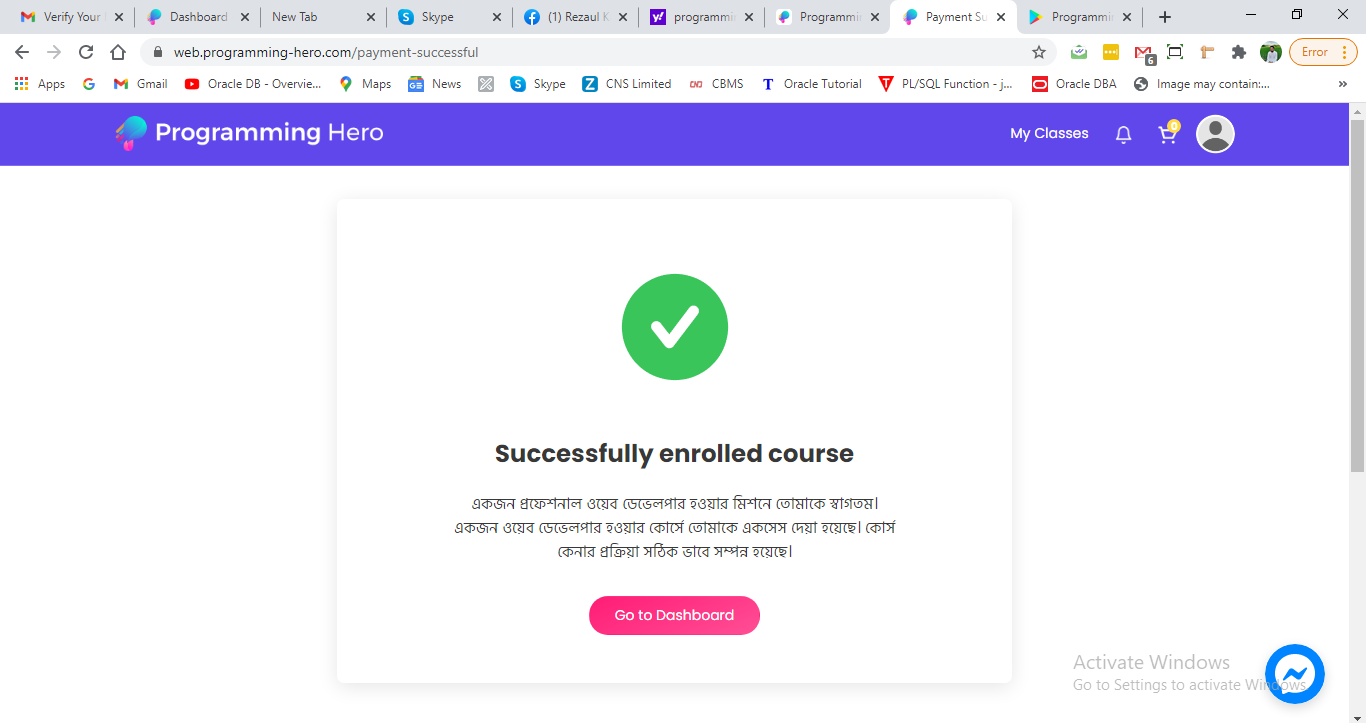 Verify Your
Dashboard
New Tab
Skype
(1) Rezaul K
programmin
Programmin
Payment Su
Programmin
web.programming-hero.com/payment-successful
6
Error
Apps
Gmail
Oracle DB - Overvie...
Maps
News
Skype
CNS Limited
CBMS
Oracle Tutorial
PL/SQL Function - j...
Oracle DBA
Image may contain:...
»
Programming Hero
My Classes
0
Successfully enrolled course
একজন প্রফেশনাল ওয়েব ডেভেলপার হওয়ার মিশনে তোমাকে স্বাগতম।
একজন ওয়েব ডেভেলপার হওয়ার কোর্সে তোমাকে একসেস দেয়া হয়েছে। কোর্স
কেনার প্রক্রিয়া সঠিক ভাবে সম্পন্ন হয়েছে।
Go to Dashboard
Activate Windows
Go to Settings to activate Windows.